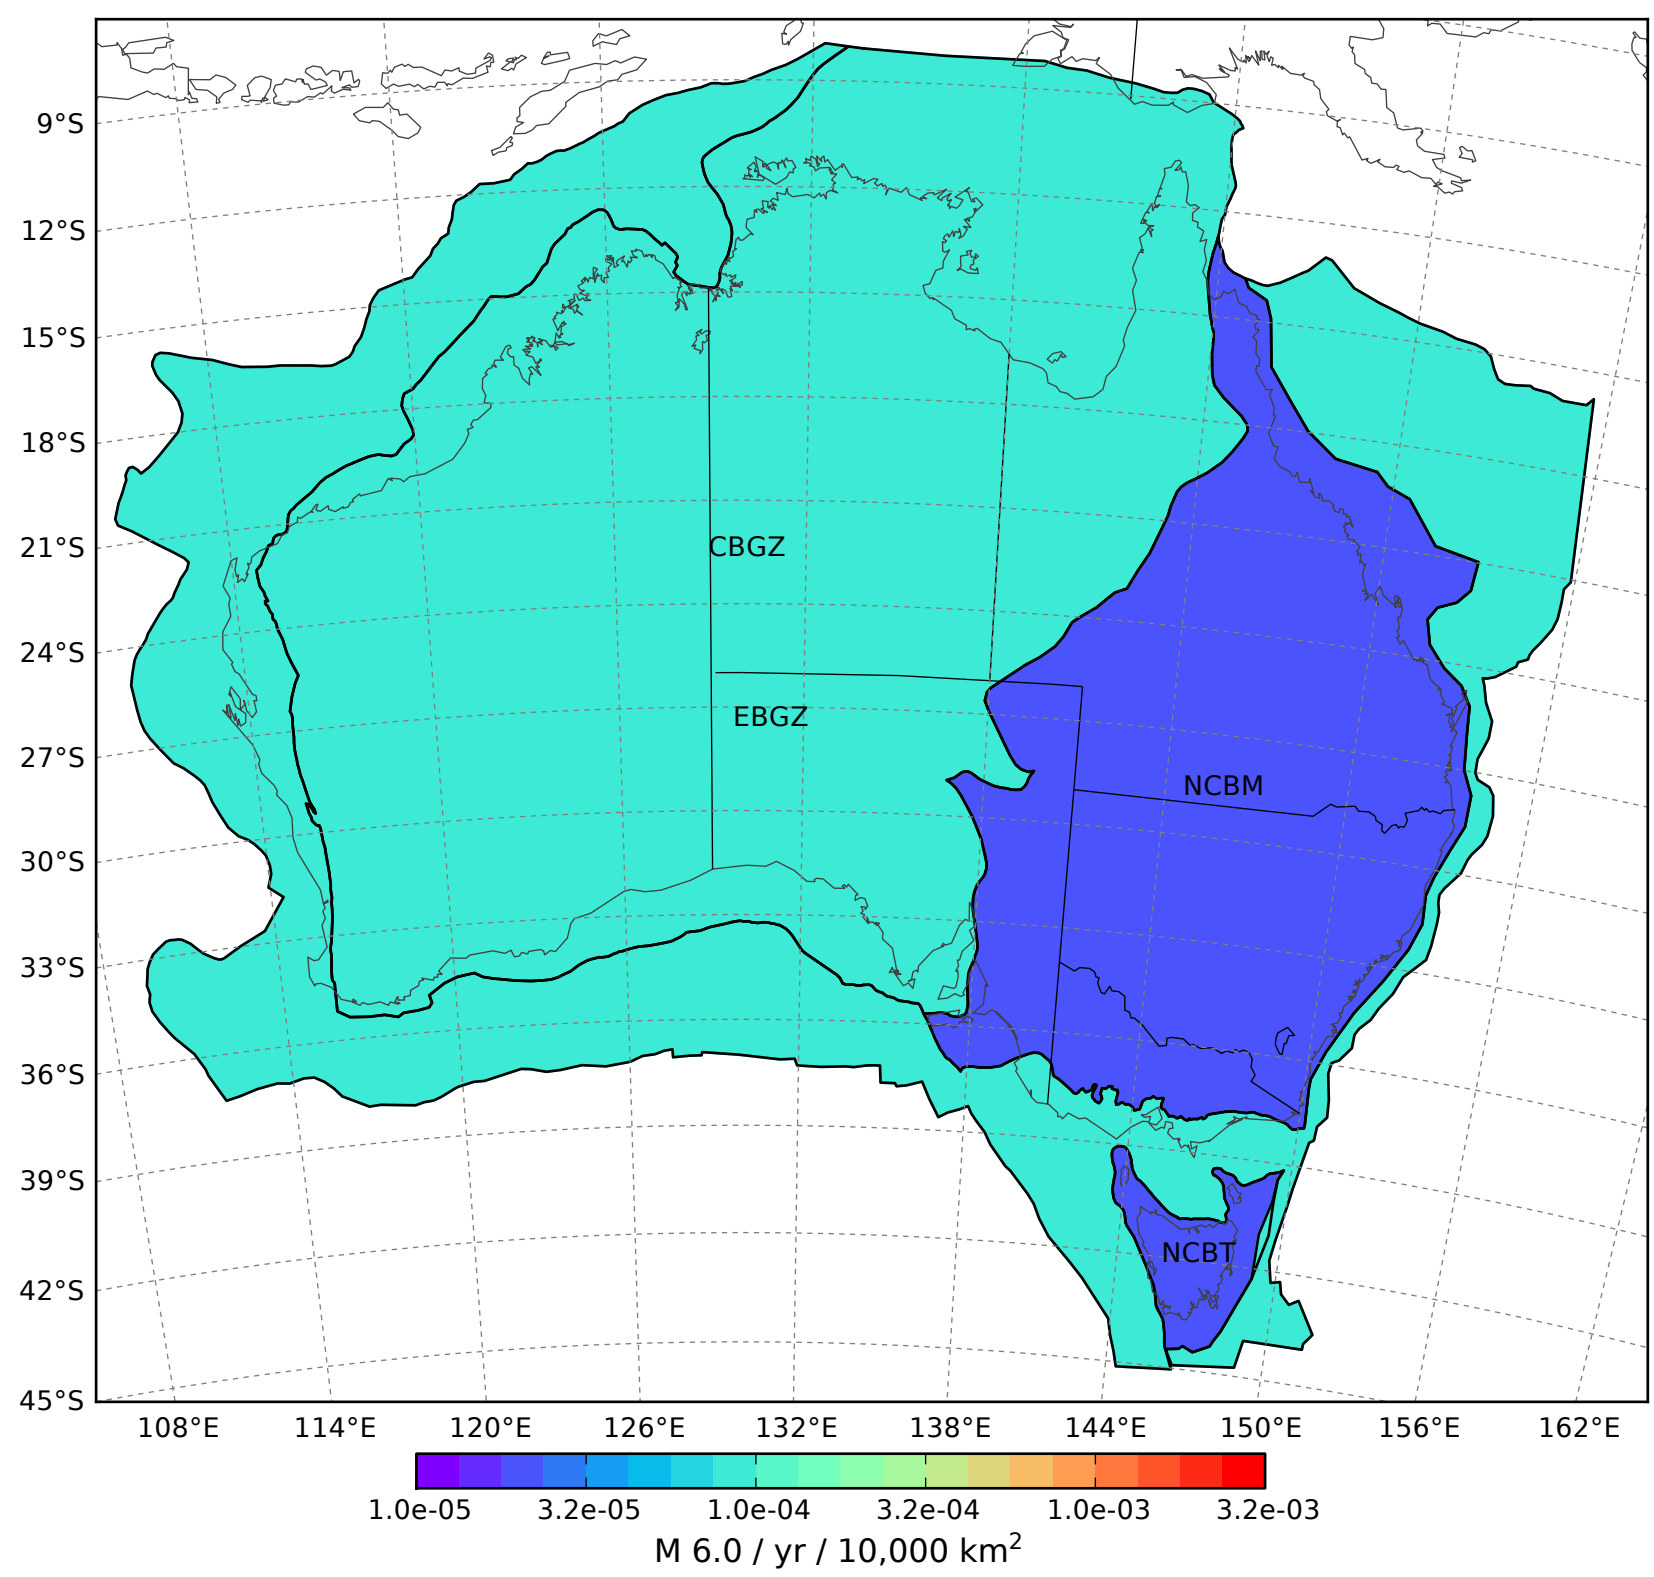 9°S
12°S
15°S
18°S
21°S
24°S
27°S
30°S
33°S
36°S
39°S
42°S
45°S
CBGZ
EBGZ
NCBM
NCBT
108°E 114°E 120°E 126°E 132°E 138°E 144°E 150°E 156°E 162°E
1.0e-05 3.2e-05 1.0e-04 3.2e-04 1.0e-03 3.2e-03
M 6.0 / yr / 10,000 km²